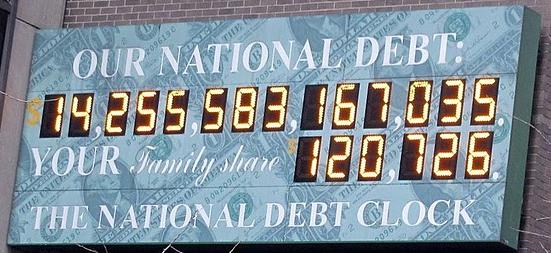 OUR NATIONAL DEBT:
$14,255,583,167,035.
YOUR Family share $120,726.
THE NATIONAL DEBT CLOCK